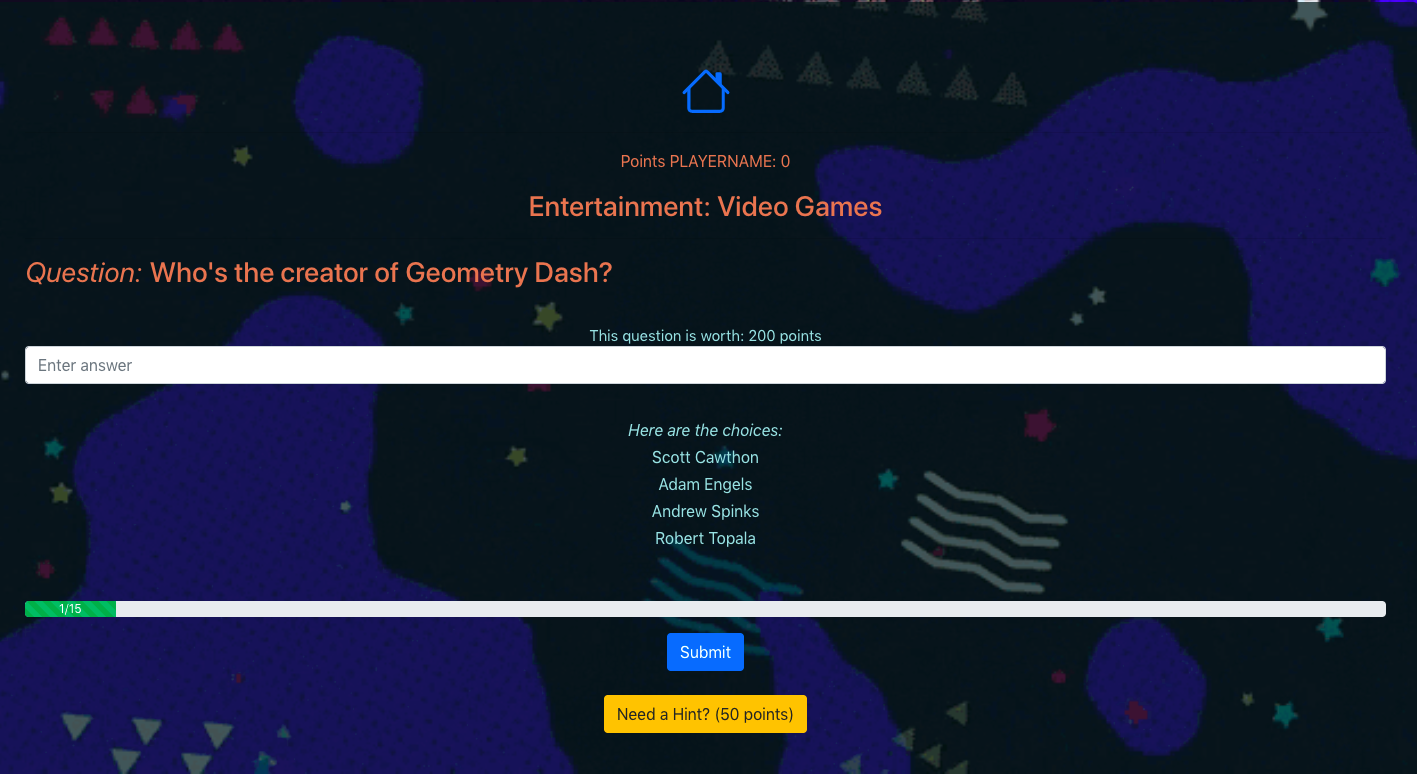 Points PLAYERNAME: 0
Entertainment: Video Games
Question: Who's the creator of Geometry Dash?
This question is worth: 200 points
Enter answer
Here are the choices:
Scott Cawthon
Adam Engels
Andrew Spinks
Robert Topala
1/15
Submit
Need a Hint? (50 points)